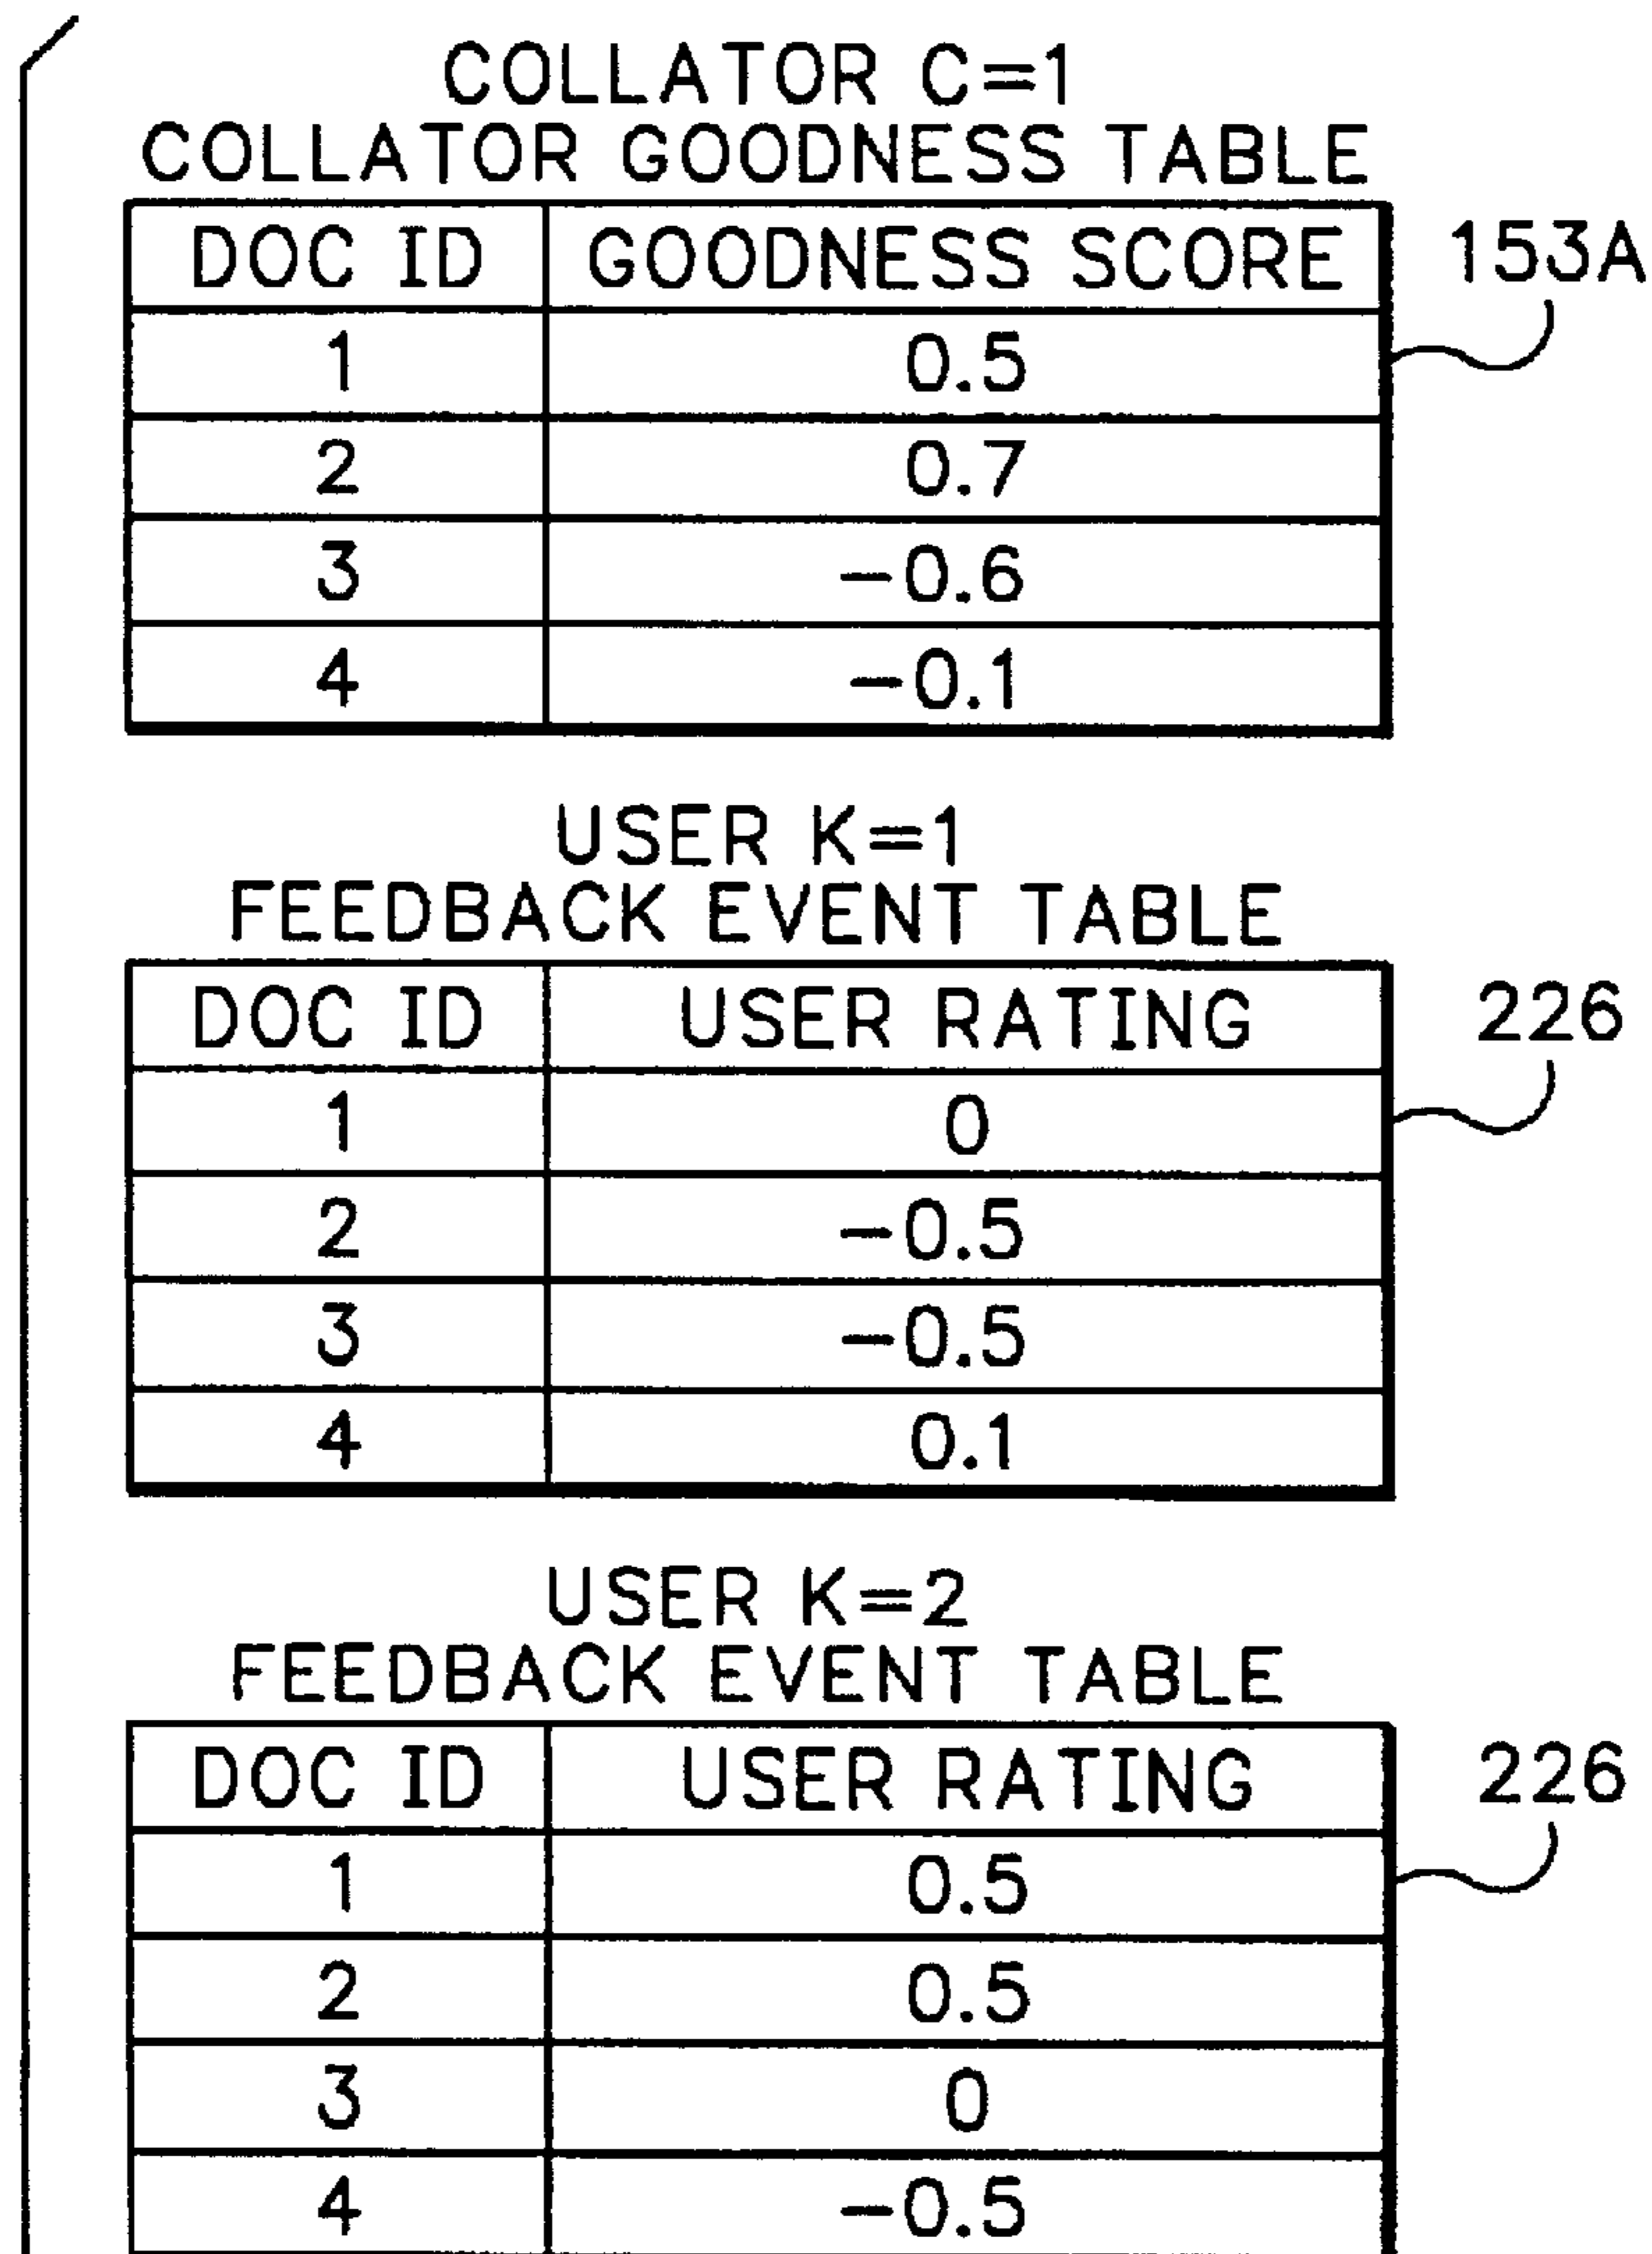 COLLATOR C=1
COLLATOR GOODNESS TABLE
DOC ID GOODNESS SCORE 153A
1 0.5
2 0.7
3 -0.6
4 -0.1
USER K=1
FEEDBACK EVENT TABLE
DOC ID USER RATING 226
1 0
2 -0.5
3 -0.5
4 0.1
USER K=2
FEEDBACK EVENT TABLE
DOC ID USER RATING 226
1 0.5
2 0.5
3 0
4 -0.5